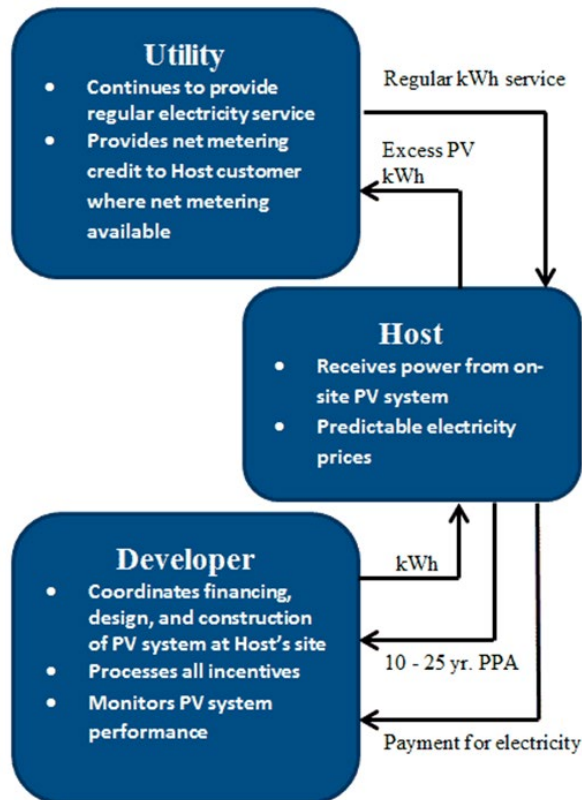 Utility
• Continues to provide
regular electricity service
• Provides net metering
credit to Host customer
where net metering
available
Regular kWh service
Excess PV
kWh
Host
• Receives power from on-
site PV system
• Predictable electricity
prices
Developer
• Coordinates financing,
design, and construction
of PV system at Host's site
• Processes all incentives
• Monitors PV system
performance
kWh
10 - 25 yr. PPA
Payment for electricity